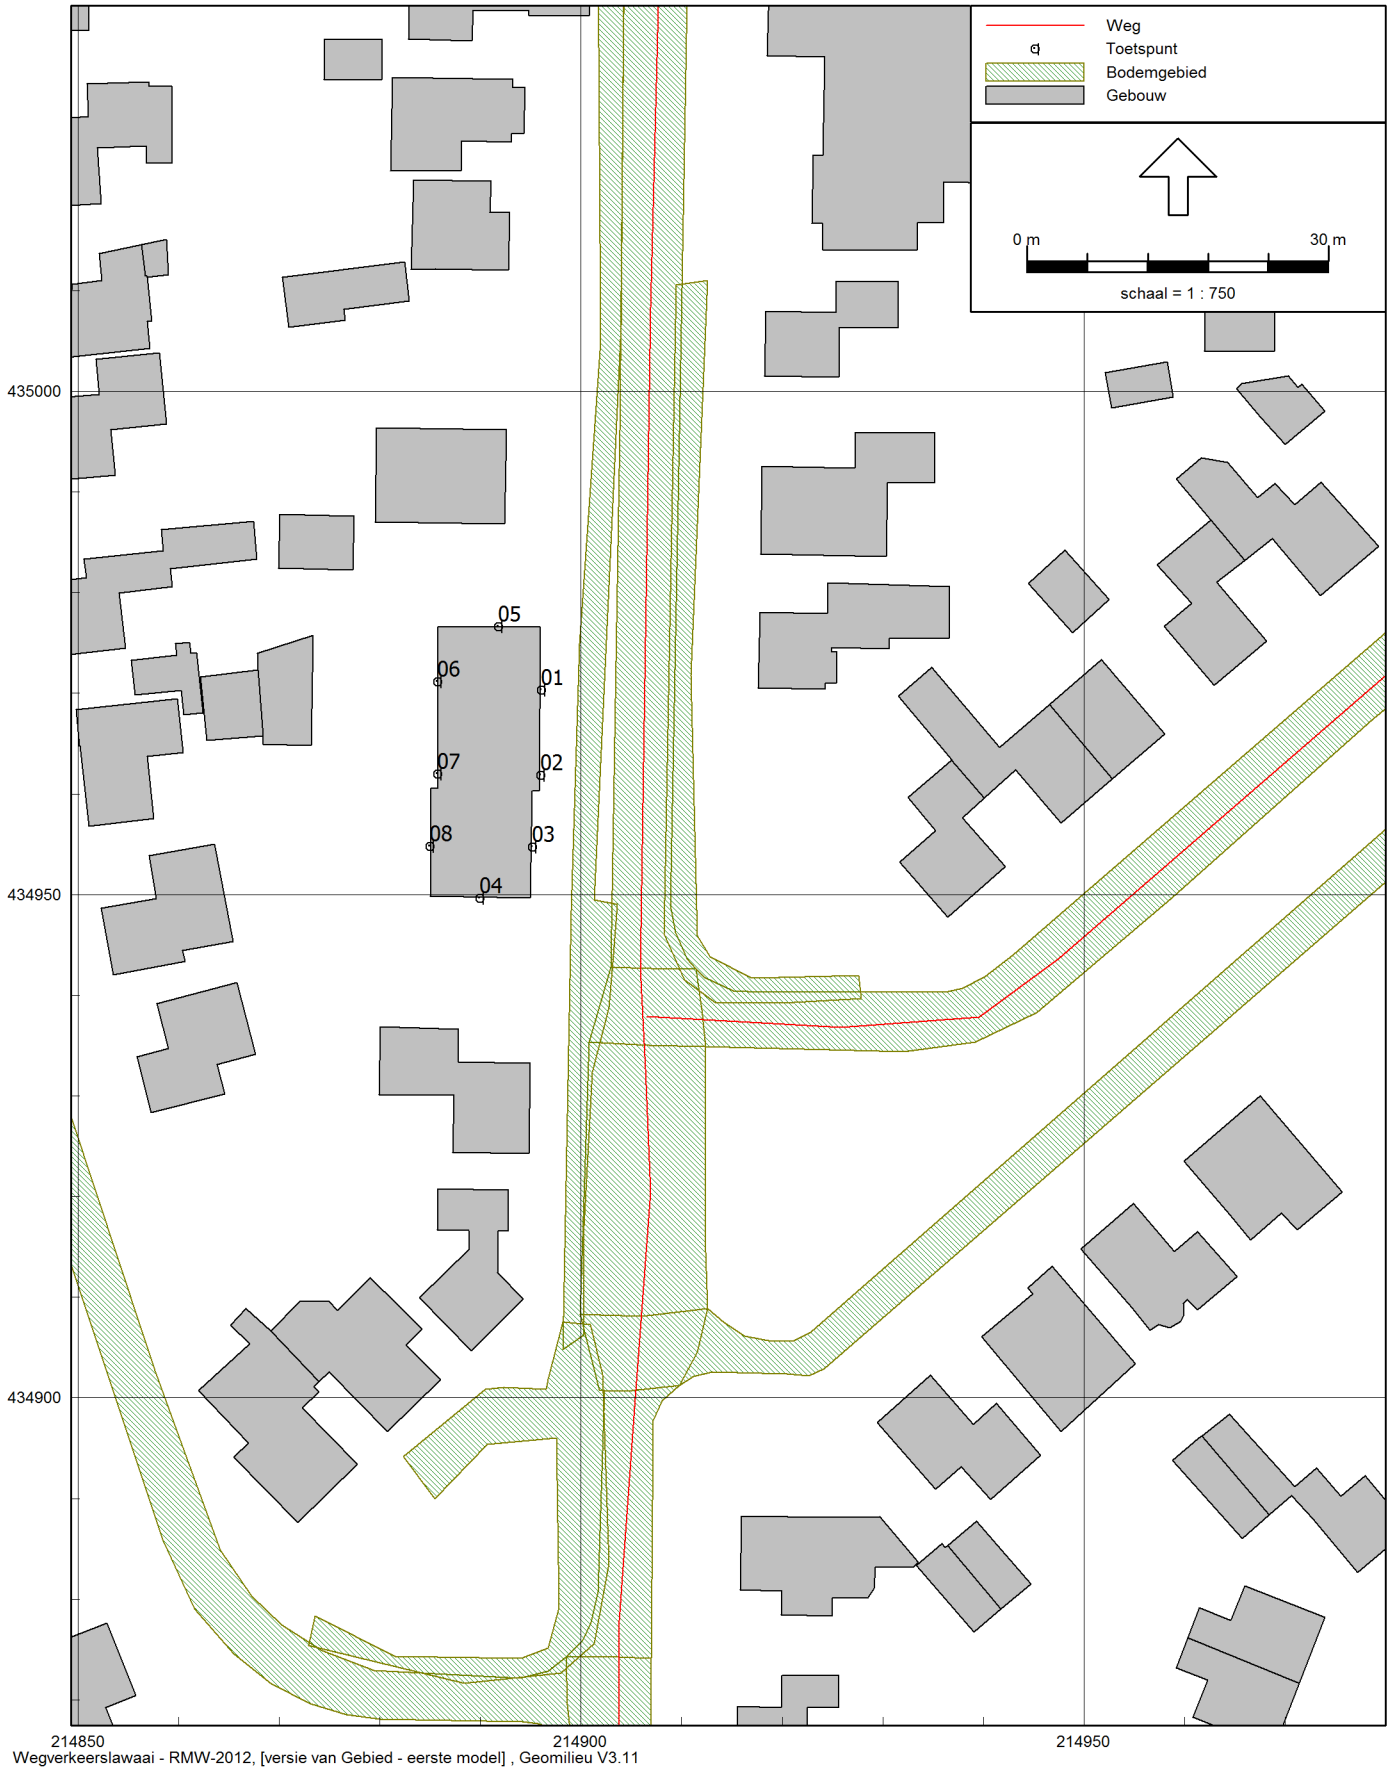 Weg
Toetspunt
Bodemgebied
Gebouw
0 m 30 m
schaal = 1 : 750
435000
05
06
01
07
02
08
03
04
434950
434900
214850 214900 214950
Wegverkeerslawaai - RMW-2012, [versie van Gebied - eerste model] , Geomilieu V3.11